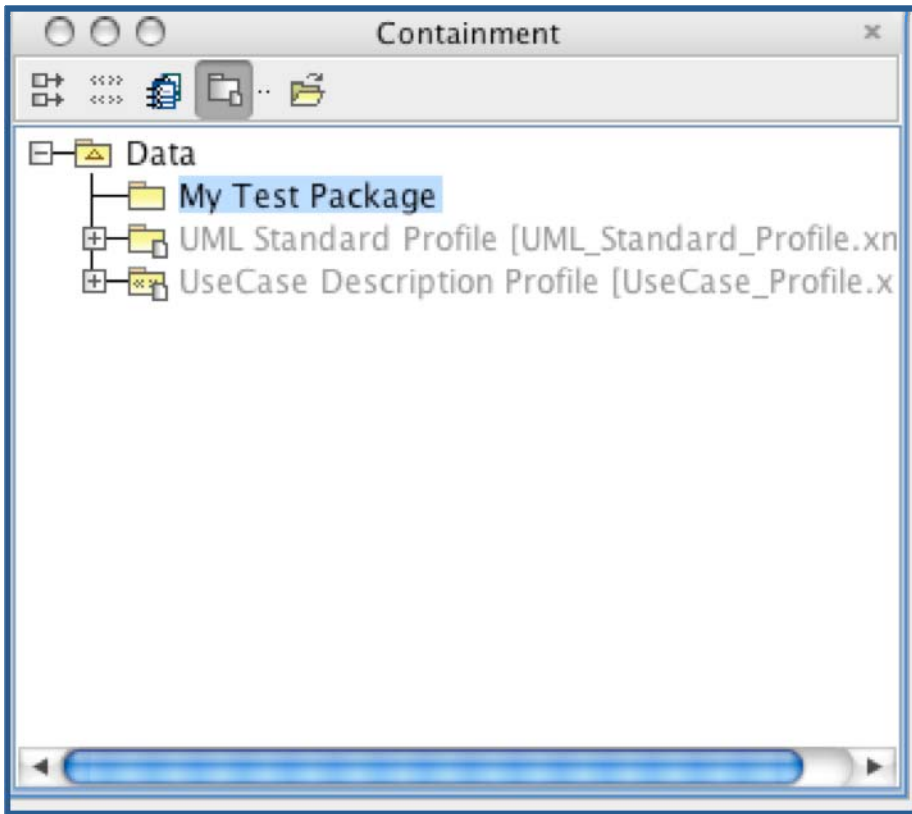 Containment
Data
My Test Package
UML Standard Profile [UML_Standard_Profile.xn
UseCase Description Profile [UseCase_Profile.x